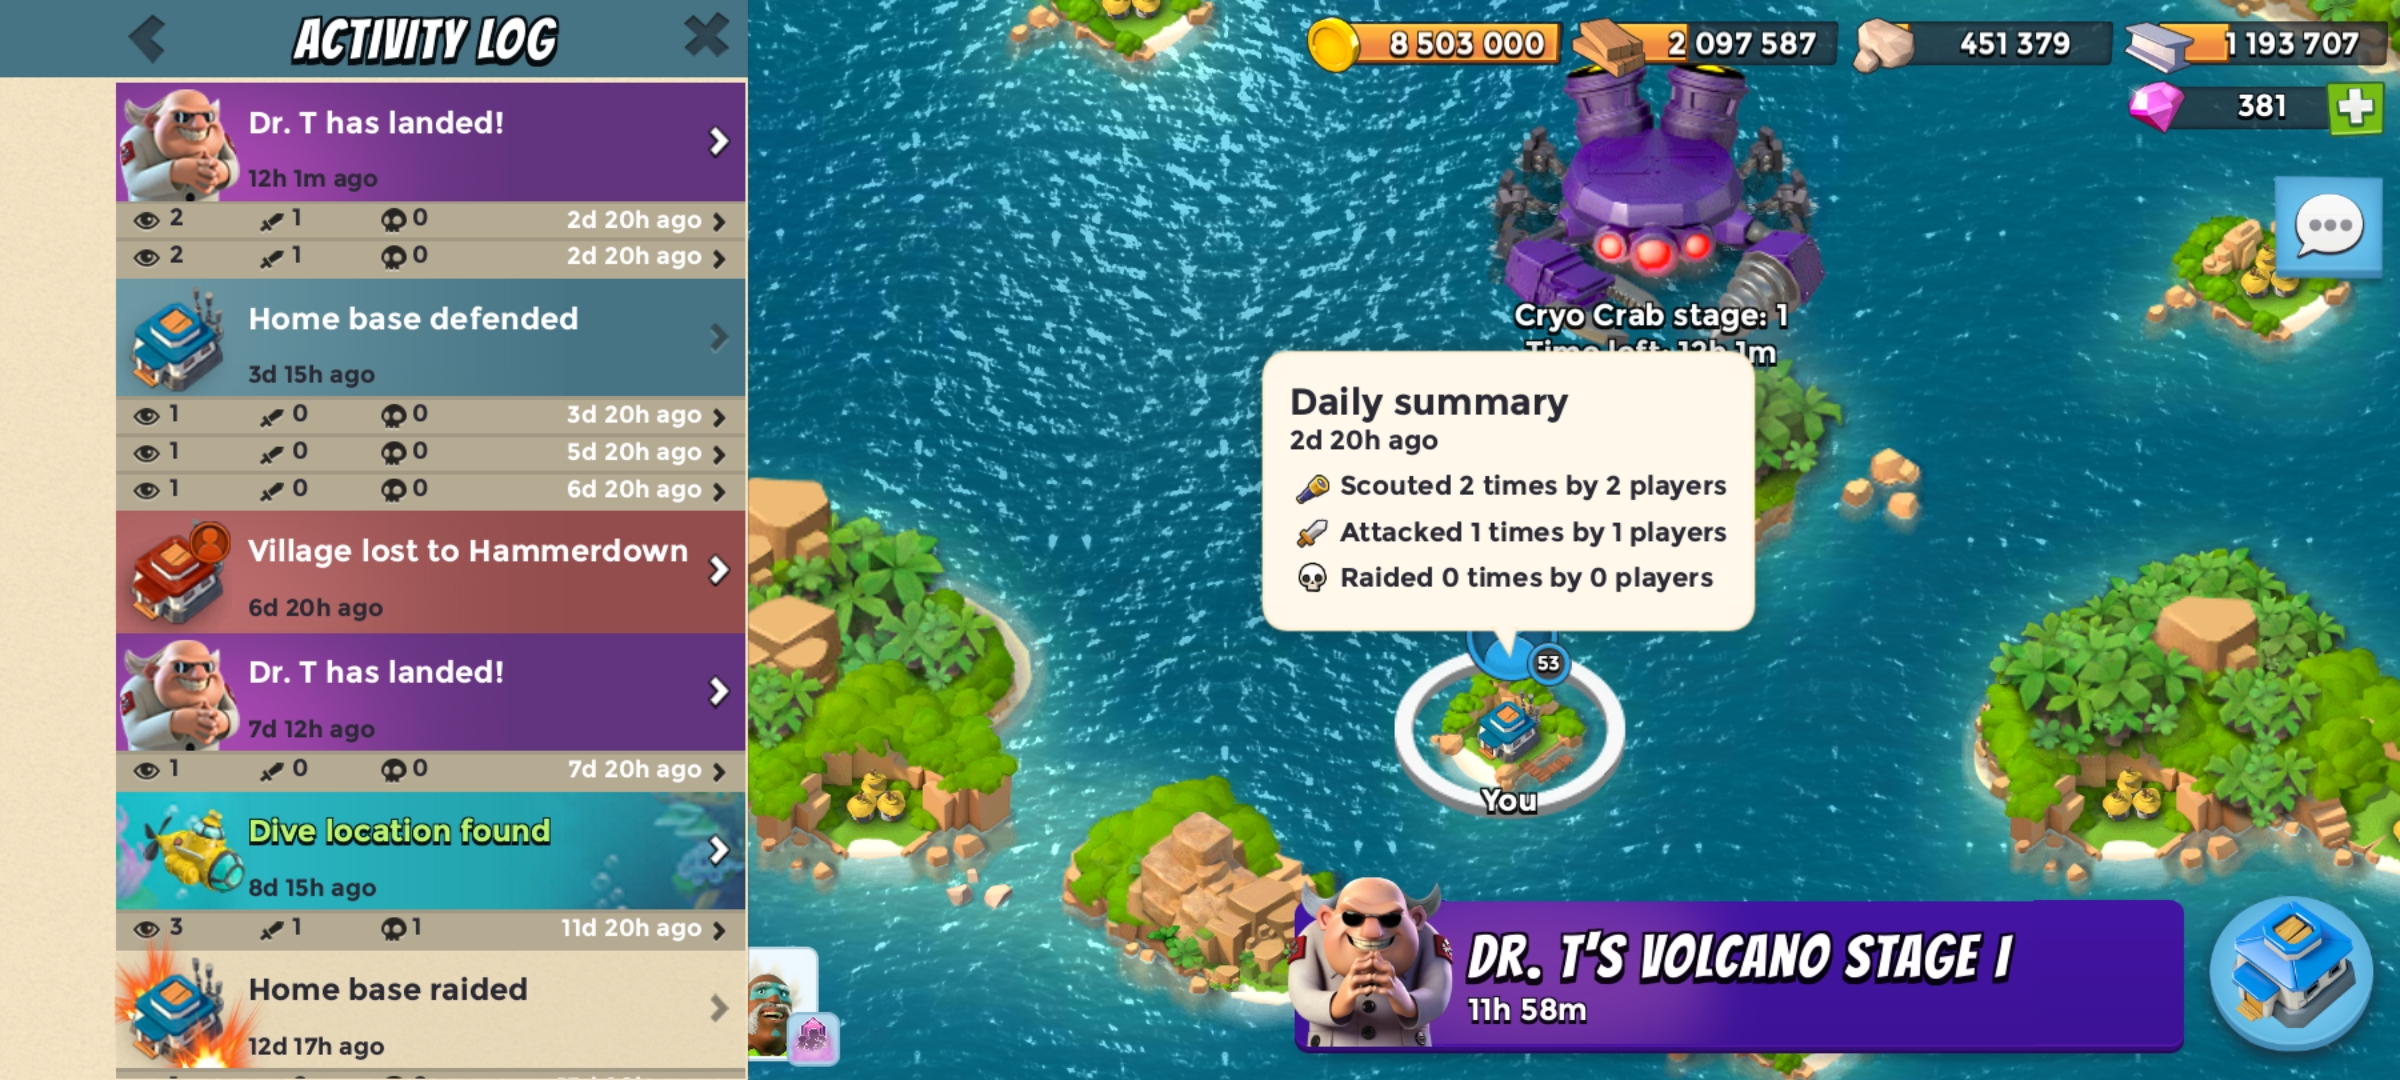 ACTIVITY LOG
Dr. T has landed!
12h 1m ago
2 1 0 2d 20h ago
2 1 0 2d 20h ago
Home base defended
3d 15h ago
1 0 0 3d 20h ago
1 0 0 5d 20h ago
1 0 0 6d 20h ago
Village lost to Hammerdown
6d 20h ago
Dr. T has landed!
7d 12h ago
1 0 0 7d 20h ago
Dive location found
8d 15h ago
3 1 1 11d 20h ago
Home base raided
12d 17h ago
8 503 000
2 097 587
451 379
1 193 707
381
Cryo Crab stage: 1
Time left: 12h 1m
Daily summary
2d 20h ago
Scouted 2 times by 2 players
Attacked 1 times by 1 players
Raided 0 times by 0 players
53
You
DR. T'S VOLCANO STAGE I
11h 58m